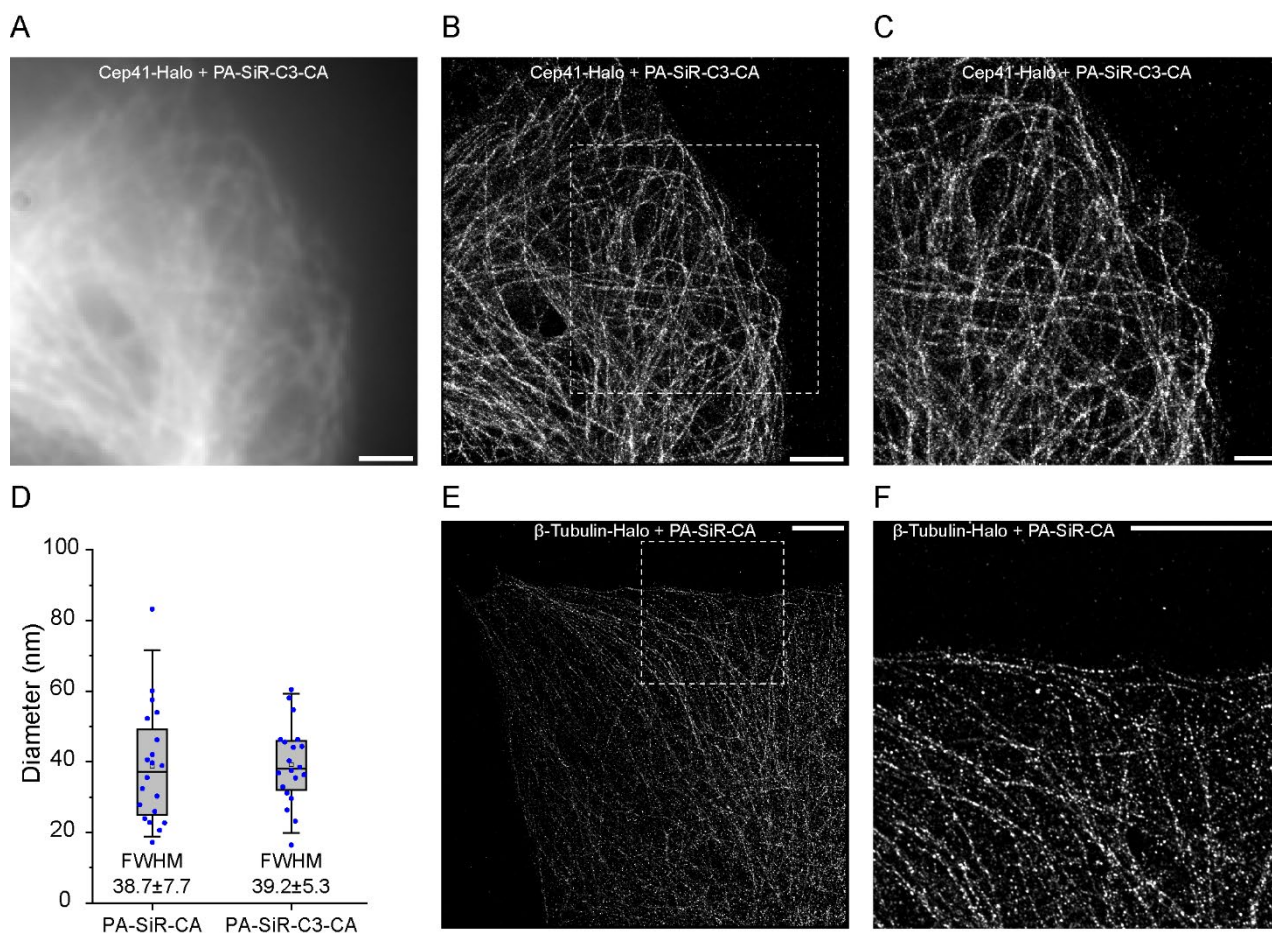 A
B
C
Cep41-Halo + PA-SiR-C3-CA
Cep41-Halo + PA-SiR-C3-CA
Cep41-Halo + PA-SiR-C3-CA
D
E
F
100
80
60
40
20
0
Diameter (nm)
FWHM
38.7±7.7
FWHM
39.2±5.3
PA-SiR-CA
PA-SiR-C3-CA
β-Tubulin-Halo + PA-SiR-CA
β-Tubulin-Halo + PA-SiR-CA